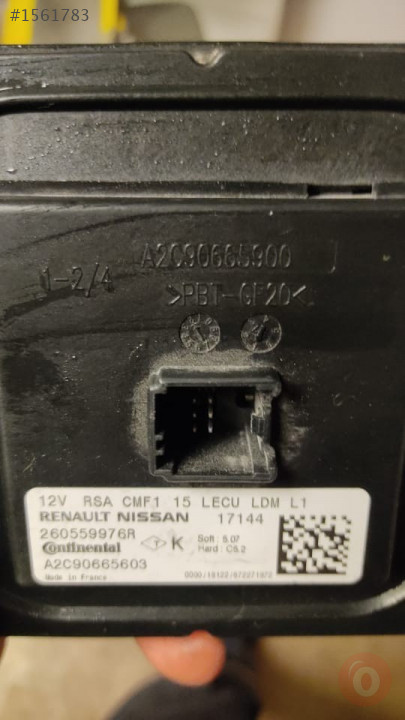 #1561783
A2C90665900
1-2/4
>PBT-GF20<
12V RSA CMF1 15 LECU LDM L1
RENAULT NISSAN 17144
260559976R
Continental
K
Soft : 5.07
Hard : C5.2
A2C90665603
Made in France